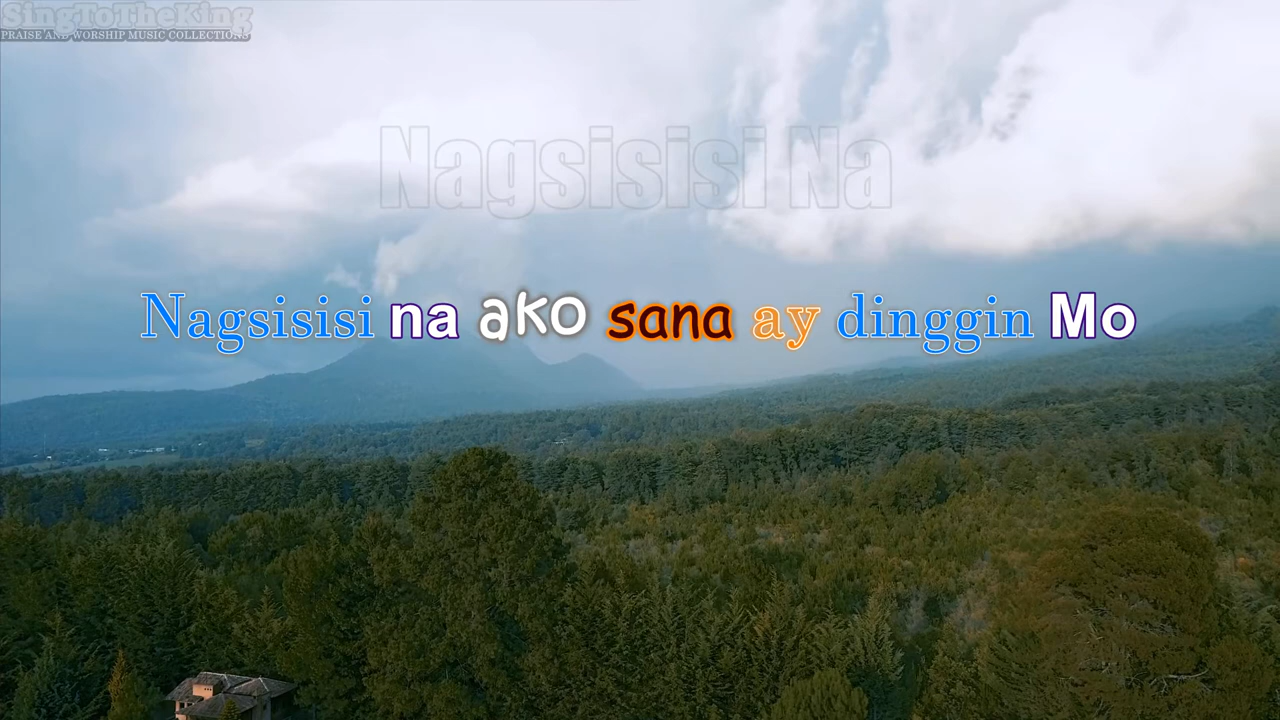 SingToTheKing
PRAISE AND WORSHIP MUSIC COLLECTIONS
Nagsisisi Na
Nagsisisi na ako sana ay dinggin Mo